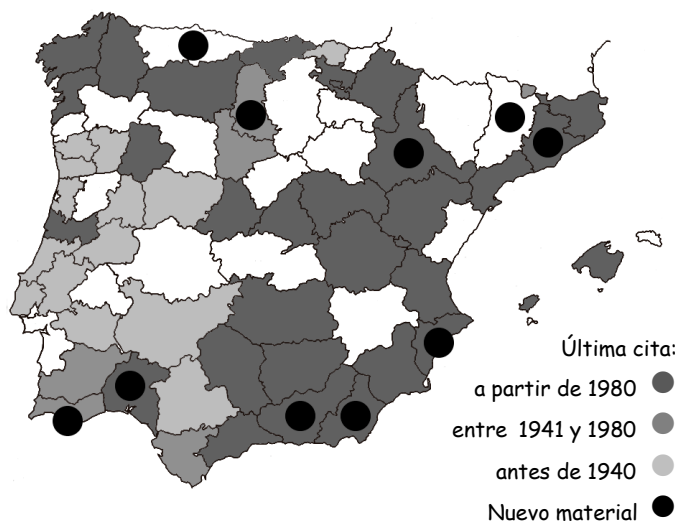 Última cita:
a partir de 1980
entre 1941 y 1980
antes de 1940
Nuevo material